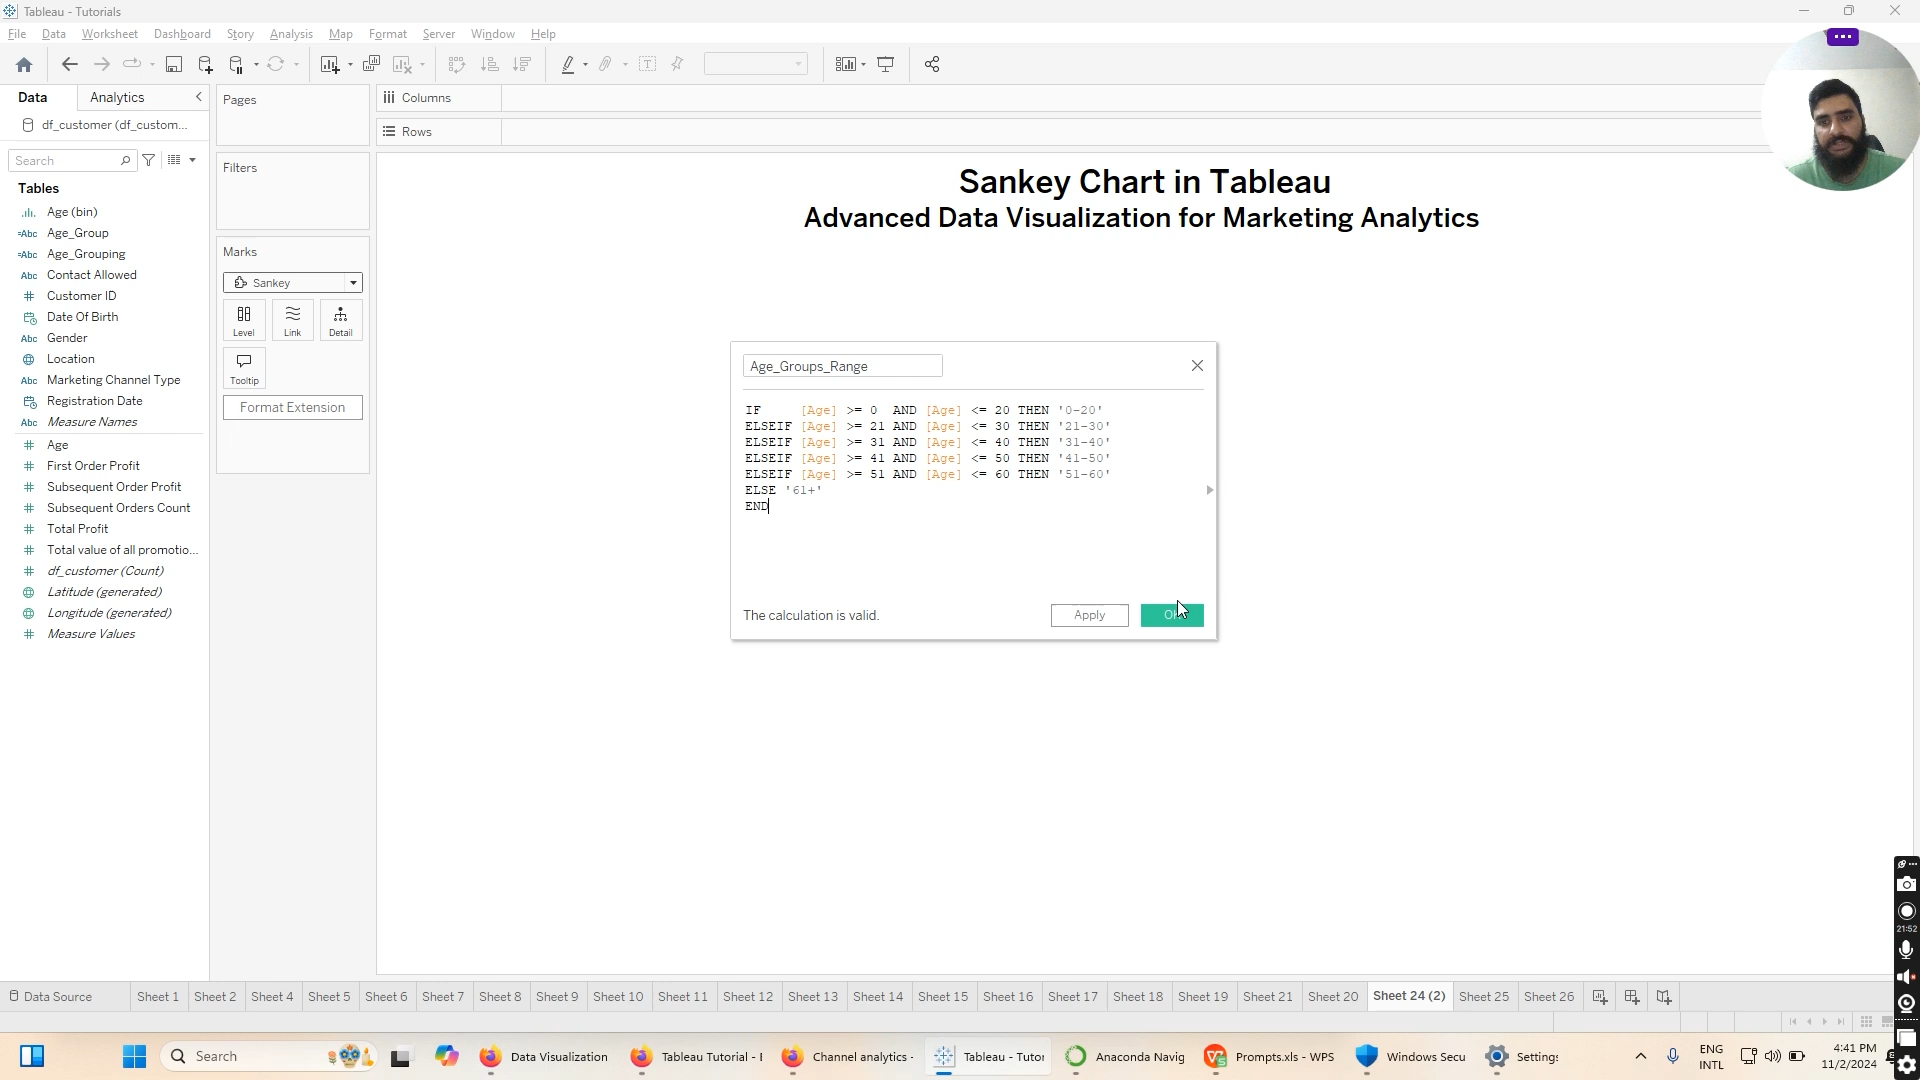 Tableau - Tutorials
File Data Worksheet Dashboard Story Analysis Map Format Server Window Help
Data Analytics
Pages
Columns
df_customer (df_custom...
Rows
Search
Filters
Sankey Chart in Tableau
Advanced Data Visualization for Marketing Analytics
Tables
Age (bin)
Age_Group
Age_Grouping
Contact Allowed
Customer ID
Date Of Birth
Gender
Location
Marketing Channel Type
Registration Date
Measure Names
Age
First Order Profit
Subsequent Order Profit
Subsequent Orders Count
Total Profit
Total value of all promotio...
df_customer (Count)
Latitude (generated)
Longitude (generated)
Measure Values
Marks
Sankey
Level Link Detail
Tooltip
Format Extension
Age_Groups_Range
IF [Age] >= 0 AND [Age] <= 20 THEN '0-20'
ELSEIF [Age] >= 21 AND [Age] <= 30 THEN '21-30'
ELSEIF [Age] >= 31 AND [Age] <= 40 THEN '31-40'
ELSEIF [Age] >= 41 AND [Age] <= 50 THEN '41-50'
ELSEIF [Age] >= 51 AND [Age] <= 60 THEN '51-60'
ELSE '61+'
END
The calculation is valid.
Apply
21:52
Data Source Sheet 1 Sheet 2 Sheet 4 Sheet 5 Sheet 6 Sheet 7 Sheet 8 Sheet 9 Sheet 10 Sheet 11 Sheet 12 Sheet 13 Sheet 14 Sheet 15 Sheet 16 Sheet 17 Sheet 18 Sheet 19 Sheet 21 Sheet 20 Sheet 24 (2) Sheet 25 Sheet 26
Search
Data Visualization
Tableau Tutorial - E
Channel analytics -
Tableau - Tutor
Anaconda Navig
Prompts.xls - WPS
Windows Secu
Settings
ENG
INTL
4:41 PM
11/2/2024